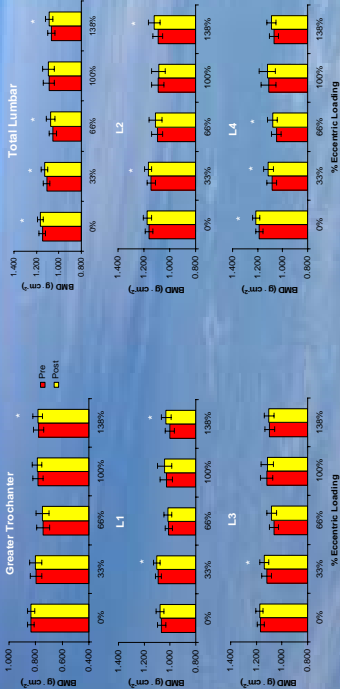 Greater Trochanter
BMD (g · cm⁻²)
1.000
0.800
0.600
0.400
*
0% 33% 66% 100% 138%
Pre
Post
Total Lumbar
BMD (g · cm⁻²)
1.400
1.200
1.000
0.800
* * * *
0% 33% 66% 100% 138%
L1
BMD (g · cm⁻²)
1.400
1.200
1.000
0.800
* *
0% 33% 66% 100% 138%
L2
BMD (g · cm⁻²)
1.400
1.200
1.000
0.800
* *
0% 33% 66% 100% 138%
L3
BMD (g · cm⁻²)
1.400
1.200
1.000
0.800
*
0% 33% 66% 100% 138%
% Eccentric Loading
L4
BMD (g · cm⁻²)
1.400
1.200
1.000
0.800
* * *
0% 33% 66% 100% 138%
% Eccentric Loading